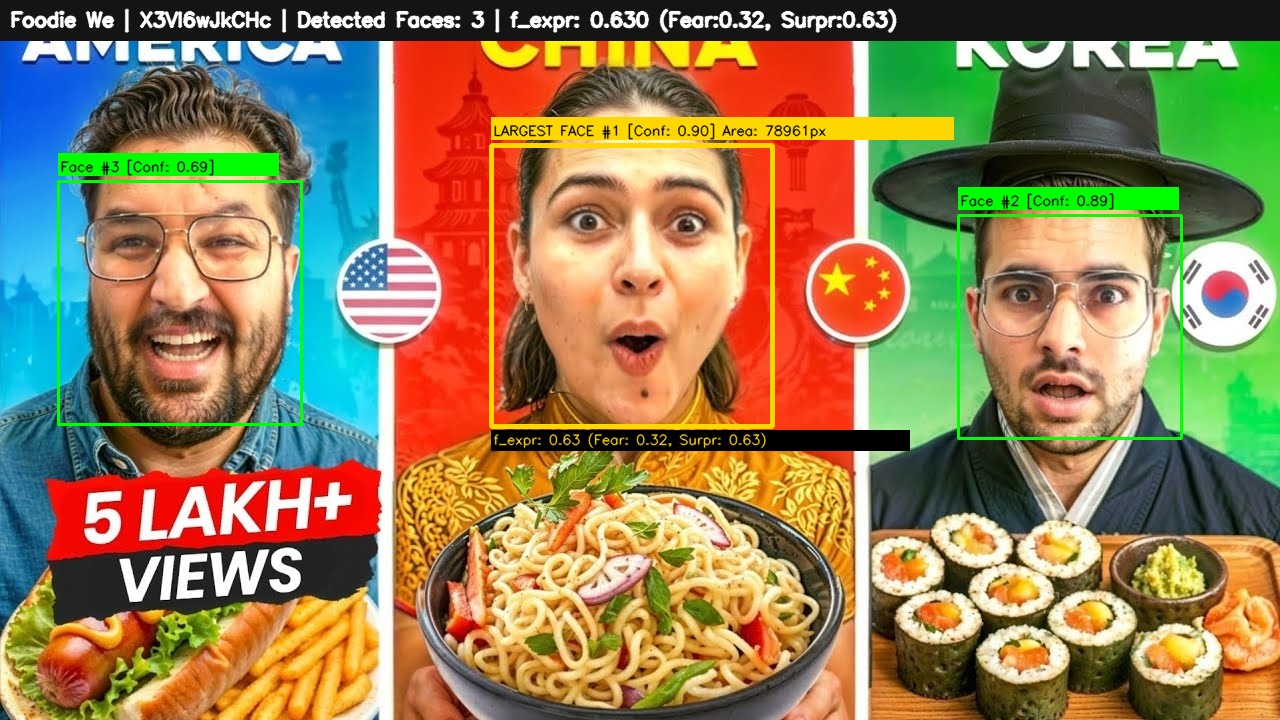 Foodie We | X3VI6wJkCHc | Detected Faces: 3 | f_expr: 0.630 (Fear:0.32, Surpr:0.63)
AMERICA
CHINA
KOREA
LARGEST FACE #1 [Conf: 0.90] Area: 78961px
Face #3 [Conf: 0.69]
Face #2 [Conf: 0.89]
f_expr: 0.63 (Fear: 0.32, Surpr: 0.63)
5 LAKH+
VIEWS